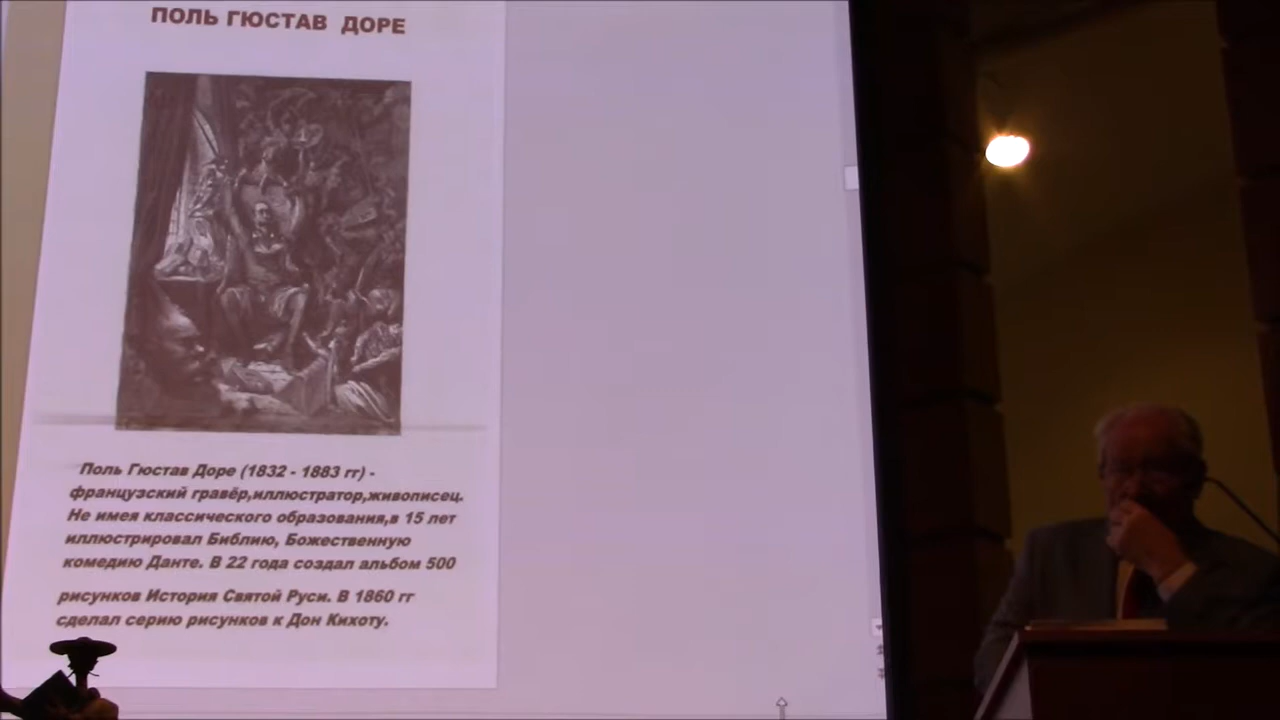 ПОЛЬ ГЮСТАВ ДОРЕ
Поль Гюстав Доре (1832 - 1883 гг) -
французский гравёр,иллюстратор,живописец.
Не имея классического образования,в 15 лет
иллюстрировал Библию, Божественную
комедию Данте. В 22 года создал альбом 500
рисунков История Святой Руси. В 1860 гг
сделал серию рисунков к Дон Кихоту.